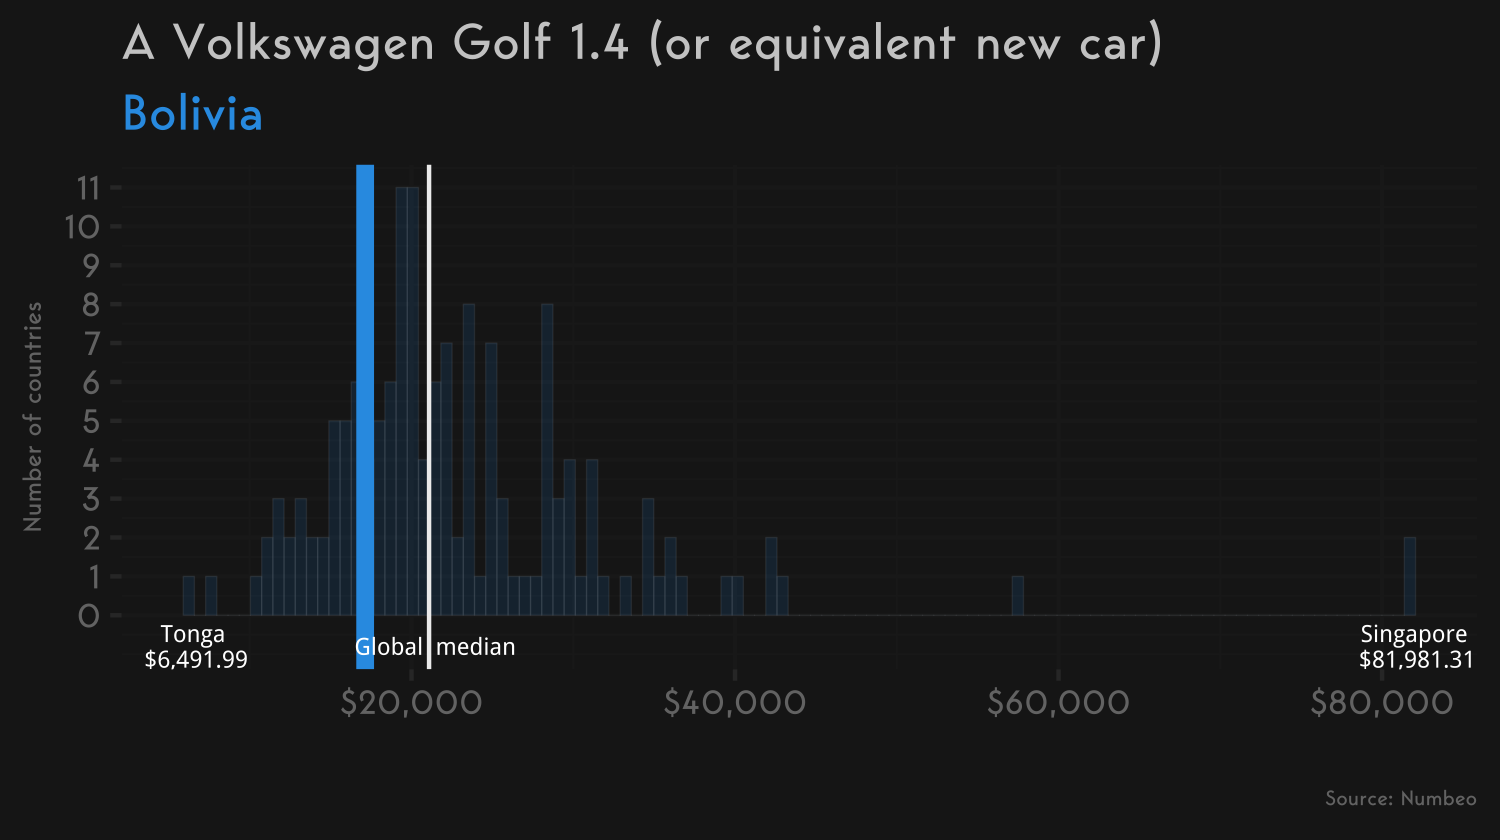 A Volkswagen Golf 1.4 (or equivalent new car)
Bolivia
Number of countries
11
10
9
8
7
6
5
4
3
2
1
0
Tonga
$6,491.99
Global median
Singapore
$81,981.31
$20,000
$40,000
$60,000
$80,000
Source: Numbeo